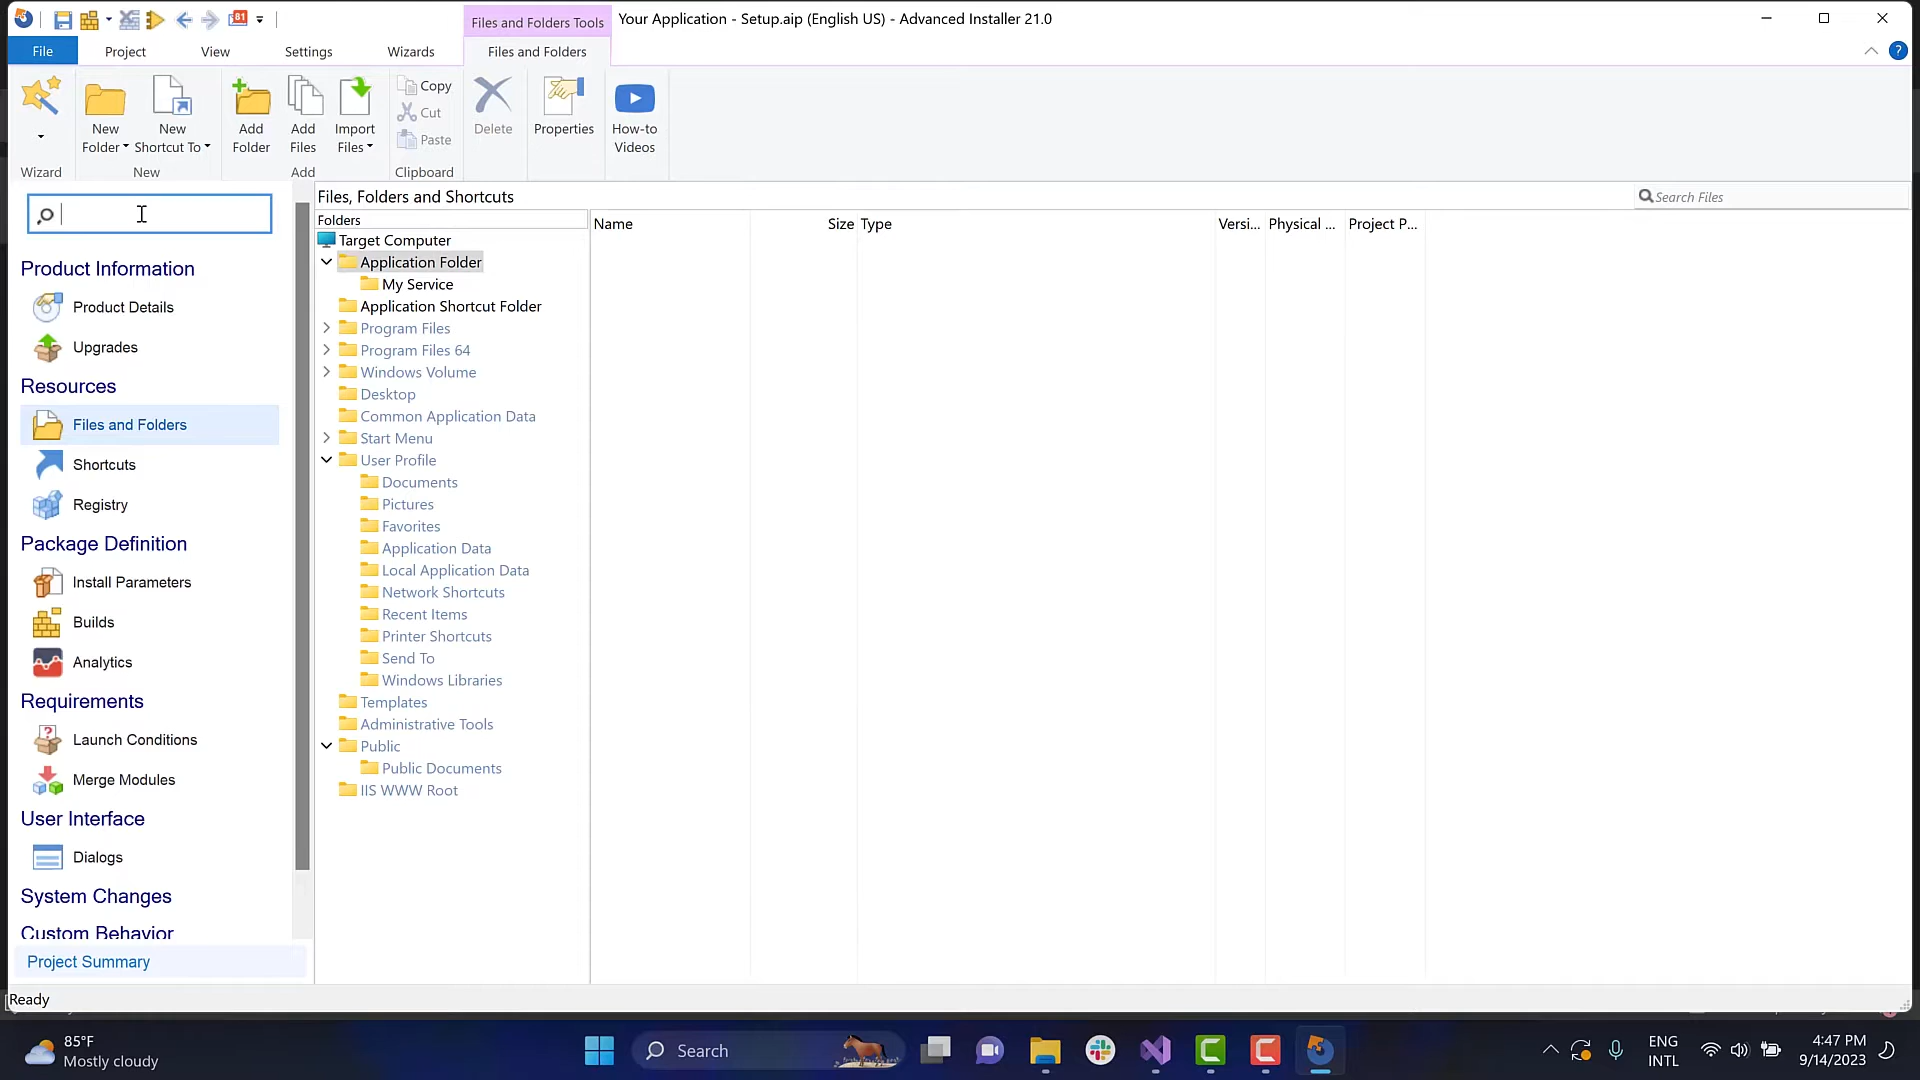 81
Files and Folders Tools
Your Application - Setup.aip (English US) - Advanced Installer 21.0
File
Project
View
Settings
Wizards
Files and Folders
?
New Folder
New Shortcut To
Add Folder
Add Files
Import Files
Copy
Cut
Paste
Delete
Properties
How-to Videos
Wizard
New
Add
Clipboard
Product Information
Product Details
Upgrades
Resources
Files and Folders
Shortcuts
Registry
Package Definition
Install Parameters
Builds
Analytics
Requirements
Launch Conditions
Merge Modules
User Interface
Dialogs
System Changes
Custom Behavior
Project Summary
Files, Folders and Shortcuts
Search Files
Folders
Target Computer
Application Folder
My Service
Application Shortcut Folder
Program Files
Program Files 64
Windows Volume
Desktop
Common Application Data
Start Menu
User Profile
Documents
Pictures
Favorites
Application Data
Local Application Data
Network Shortcuts
Recent Items
Printer Shortcuts
Send To
Windows Libraries
Templates
Administrative Tools
Public
Public Documents
IIS WWW Root
Name
Size
Type
Versi...
Physical ...
Project P...
Ready
85°F
Mostly cloudy
Search
ENG
INTL
4:47 PM
9/14/2023